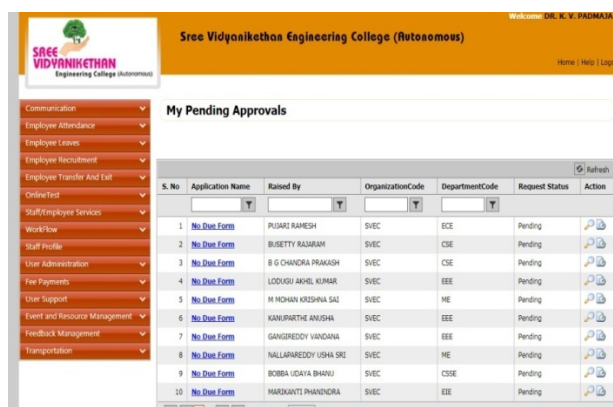 Welcome DR. K. V. PADMAJA
Sree Vidyanikethan Engineering College (Autonomous)
SREE
VIDYANIKETHAN
Engineering College (Autonomous)
Home | Help | Logo
My Pending Approvals
Communication
Employee Attendance
Employee Leaves
Employee Recruitment
Employee Transfer And Exit
OnlineTest
Staff/Employee Services
WorkFlow
Staff Profile
User Administration
Fee Payments
User Support
Event and Resource Management
Feedback Management
Transportation
Refresh
S. No Application Name Raised By OrganizationCode DepartmentCode Request Status Action
1 No Due Form PUJARI RAMESH SVEC ECE Pending
2 No Due Form BUSETTY RAJARAM SVEC CSE Pending
3 No Due Form B G CHANDRA PRAKASH SVEC CSE Pending
4 No Due Form LODUGU AKHIL KUMAR SVEC EEE Pending
5 No Due Form M MOHAN KRISHNA SAI SVEC ME Pending
6 No Due Form KANUPARTHI ANUSHA SVEC EEE Pending
7 No Due Form GANGIREDDY VANDANA SVEC EEE Pending
8 No Due Form NALLAPAREDDY USHA SRI SVEC ME Pending
9 No Due Form BOBBA UDAYA BHANU SVEC CSSE Pending
10 No Due Form MARIKANTI PHANINDRA SVEC EIE Pending